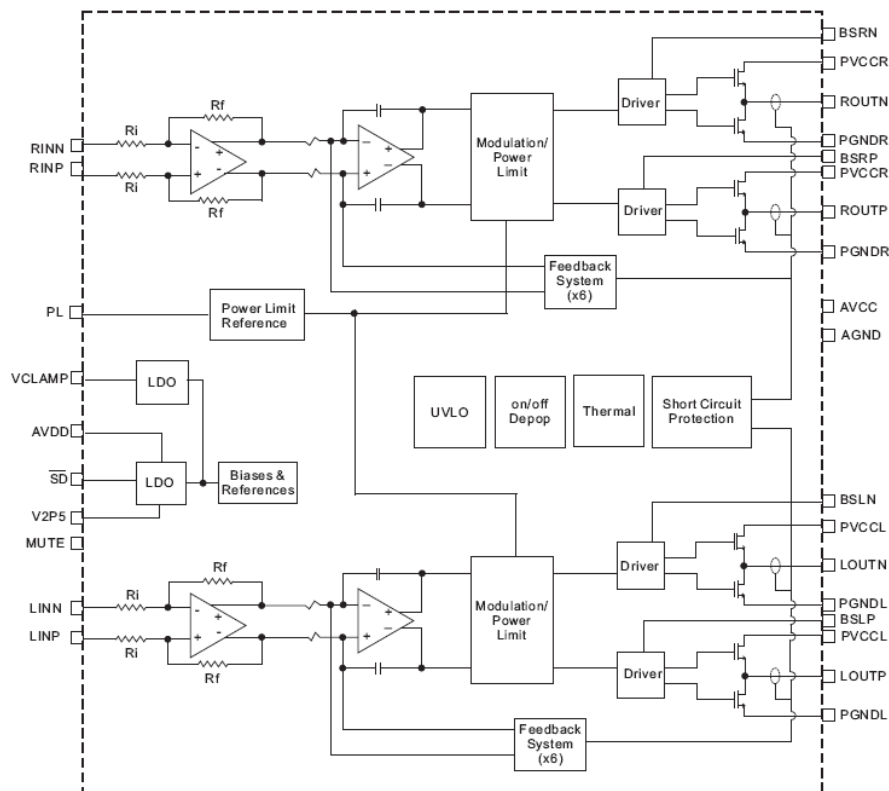 BSRN
PVCCR
Rf
Driver
ROUTN
Ri
RINN
Modulation/
Power
Limit
PGNDR
BSRP
RINP
PVCCR
Ri
Rf
Driver
ROUTP
Feedback
System
(x6)
PGNDR
PL
Power Limit
Reference
AVCC
AGND
VCLAMP
LDO
UVLO
on/off
Depop
Thermal
Short Circuit
Protection
AVDD
SD
LDO
Biases &
References
V2P5
MUTE
BSLN
PVCCL
Rf
Driver
LOUTN
LINN
Ri
Modulation/
Power
Limit
PGNDL
BSLP
LINP
PVCCL
Ri
Rf
Driver
LOUTP
Feedback
System
(x6)
PGNDL